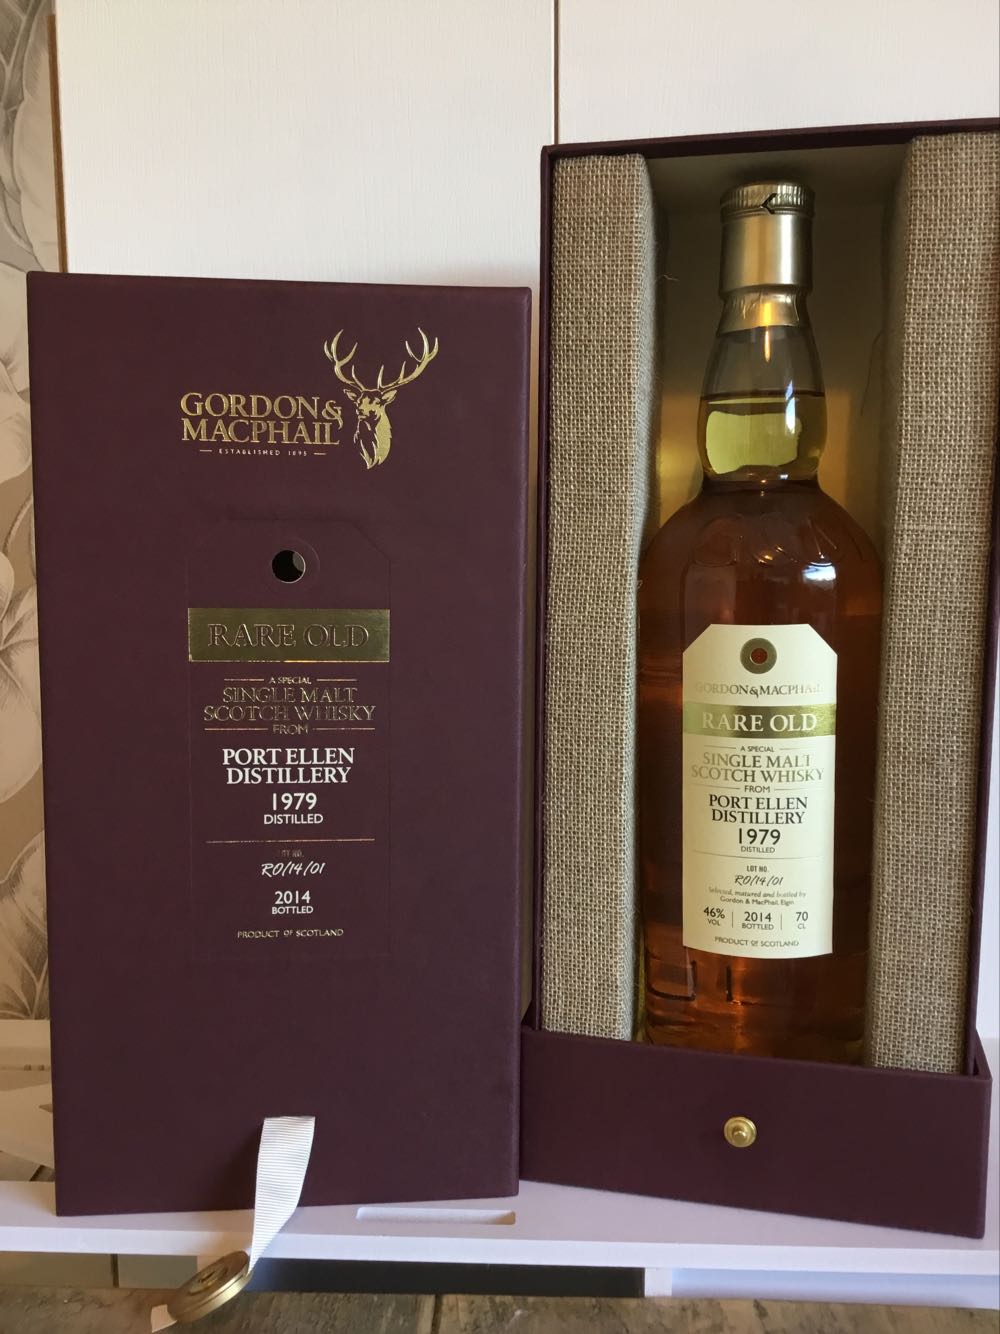 GORDON&
MACPHAIL
ESTABLISHED 1895
RARE OLD
A SPECIAL
SINGLE MALT
SCOTCH WHISKY
FROM
PORT ELLEN
DISTILLERY
1979
DISTILLED
LOT NO.
RO/14/01
2014
BOTTLED
PRODUCT OF SCOTLAND
GORDON&MACPHAIL
RARE OLD
A SPECIAL
SINGLE MALT
SCOTCH WHISKY
FROM
PORT ELLEN
DISTILLERY
1979
DISTILLED
LOT NO.
RO/14/01
Selected, matured and bottled by
Gordon & MacPhail, Elgin
46% VOL | 2014 BOTTLED | 70 CL
PRODUCT OF SCOTLAND